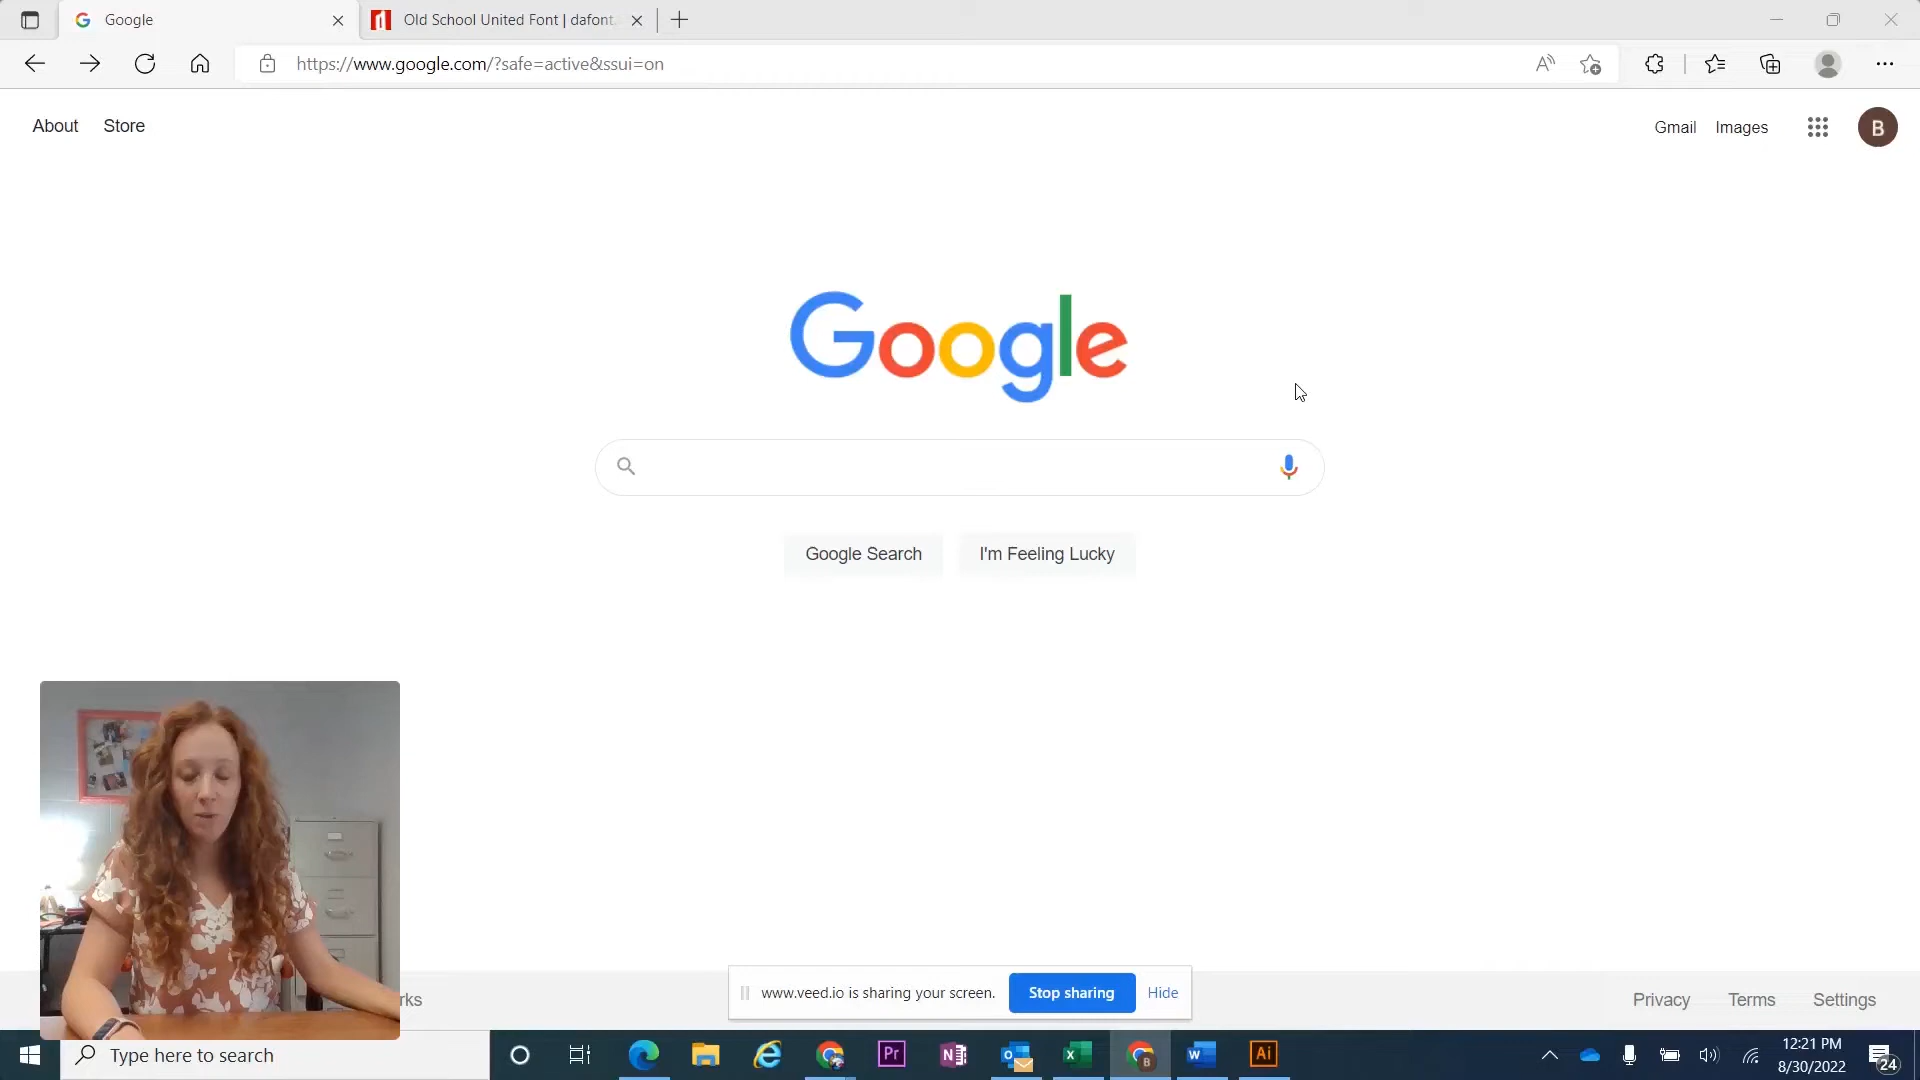 Google
Old School United Font | dafont.
https://www.google.com/?safe=active&ssui=on
About
Store
Gmail
Images
B
Google
Google Search
I'm Feeling Lucky
www.veed.io is sharing your screen.
Stop sharing
Hide
rks
Privacy
Terms
Settings
Type here to search
Pr
N
B
W
Ai
12:21 PM
8/30/2022
24